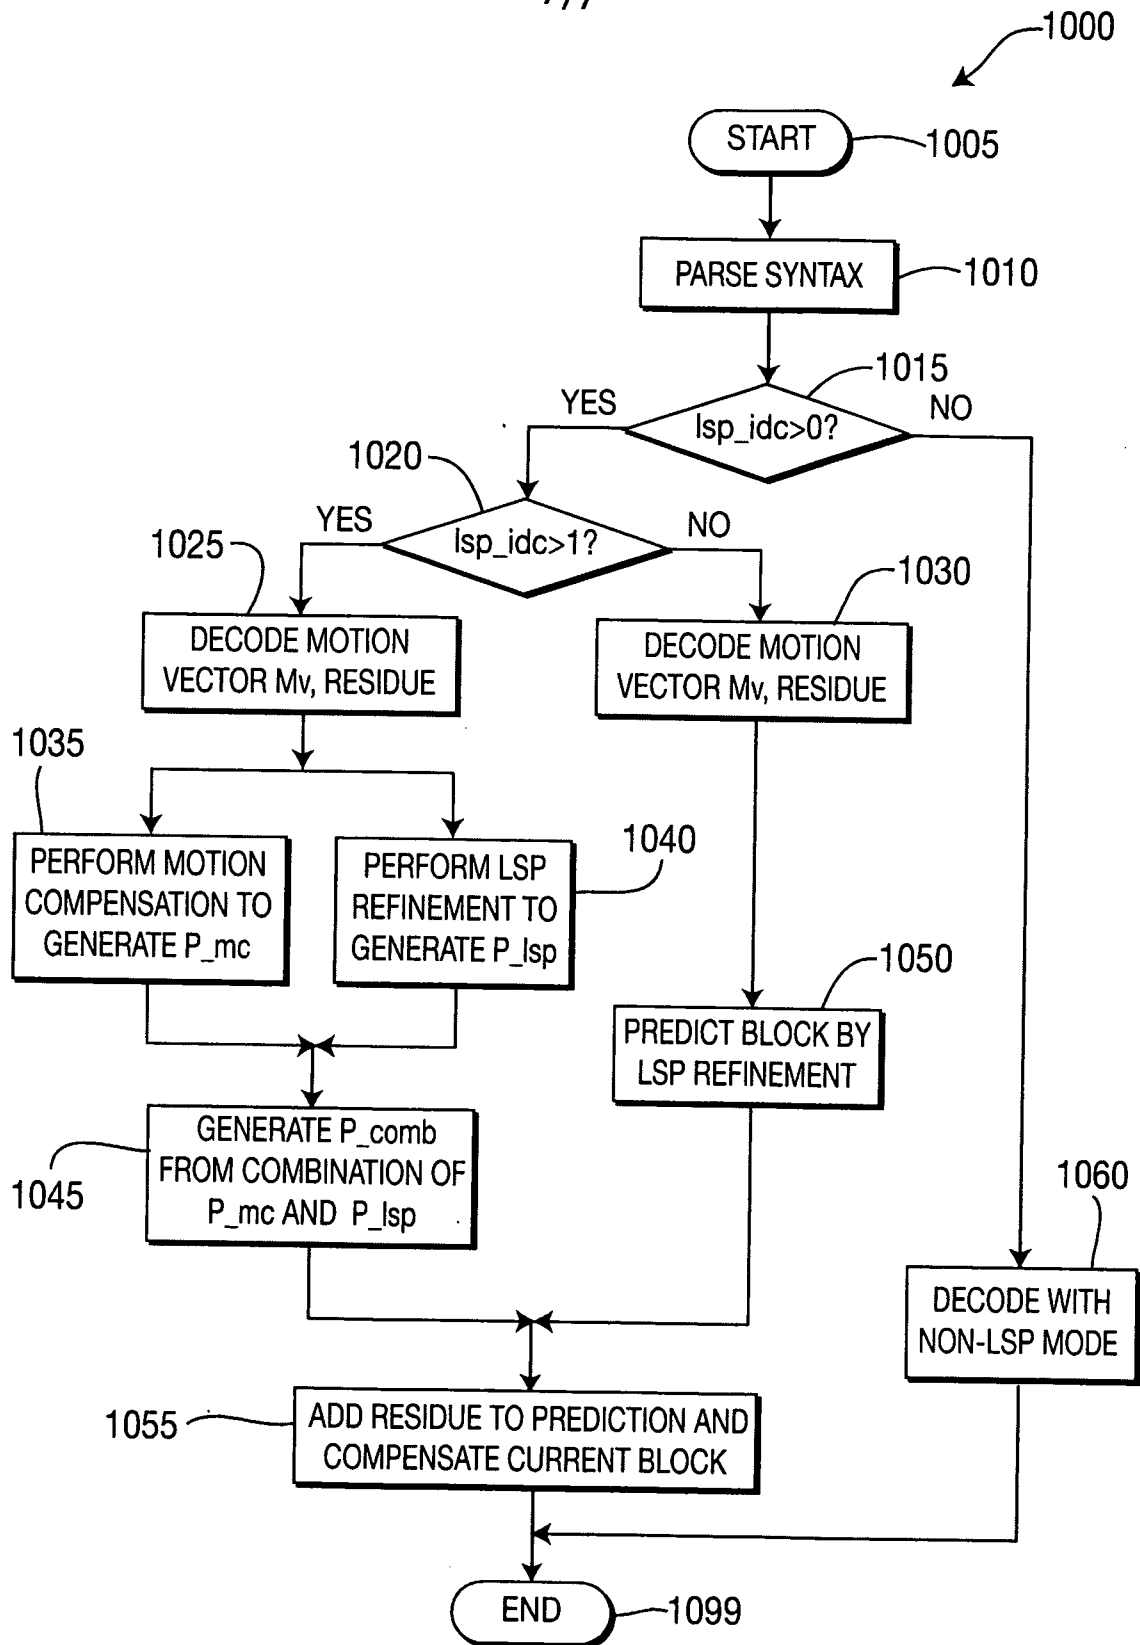 7/7
1000
START
1005
PARSE SYNTAX
1010
1015
YES
lsp_idc>0?
NO
1020
YES
lsp_idc>1?
NO
1025
1030
DECODE MOTION
VECTOR Mv, RESIDUE
DECODE MOTION
VECTOR Mv, RESIDUE
1035
PERFORM MOTION
COMPENSATION TO
GENERATE P_mc
PERFORM LSP
REFINEMENT TO
GENERATE P_lsp
1040
1050
PREDICT BLOCK BY
LSP REFINEMENT
GENERATE P_comb
FROM COMBINATION OF
P_mc AND P_lsp
1045
1060
DECODE WITH
NON-LSP MODE
1055
ADD RESIDUE TO PREDICTION AND
COMPENSATE CURRENT BLOCK
END
1099